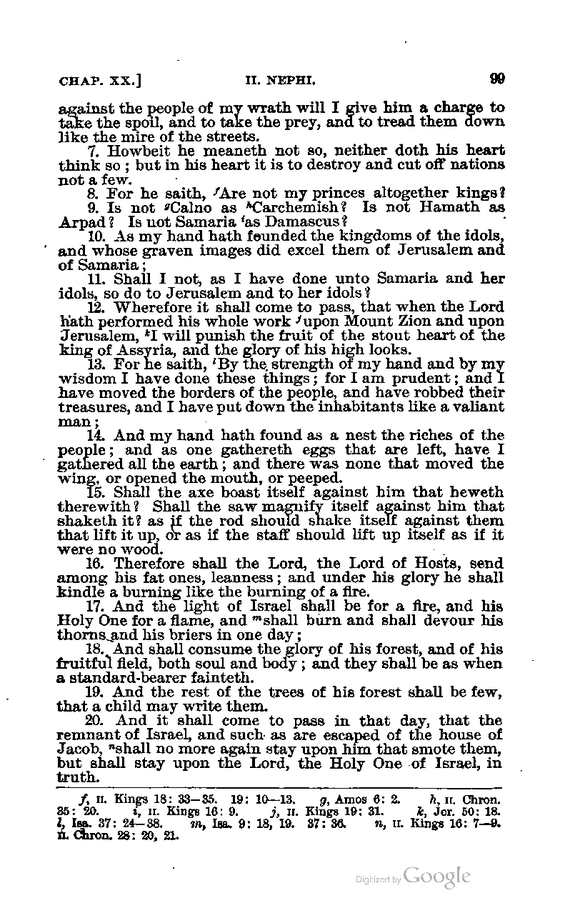 CHAP. XX.] II. NEPHI. 99
against the people of my wrath will I give him a charge to
take the spoil, and to take the prey, and to tread them down
like the mire of the streets.
7. Howbeit he meaneth not so, neither doth his heart
think so; but in his heart it is to destroy and cut off nations
not a few.
8. For he saith, fAre not my princes altogether kings?
9. Is not gCalno as hCarchemish? Is not Hamath as
Arpad? Is not Samaria ias Damascus?
10. As my hand hath founded the kingdoms of the idols,
and whose graven images did excel them of Jerusalem and
of Samaria;
11. Shall I not, as I have done unto Samaria and her
idols, so do to Jerusalem and to her idols?
12. Wherefore it shall come to pass, that when the Lord
hath performed his whole work jupon Mount Zion and upon
Jerusalem, kI will punish the fruit of the stout heart of the
king of Assyria, and the glory of his high looks.
13. For he saith, lBy the strength of my hand and by my
wisdom I have done these things; for I am prudent; and I
have moved the borders of the people, and have robbed their
treasures, and I have put down the inhabitants like a valiant
man;
14. And my hand hath found as a nest the riches of the
people; and as one gathereth eggs that are left, have I
gathered all the earth; and there was none that moved the
wing, or opened the mouth, or peeped.
15. Shall the axe boast itself against him that heweth
therewith? Shall the saw magnify itself against him that
shaketh it? as if the rod should shake itself against them
that lift it up, or as if the staff should lift up itself as if it
were no wood.
16. Therefore shall the Lord, the Lord of Hosts, send
among his fat ones, leanness; and under his glory he shall
kindle a burning like the burning of a fire.
17. And the light of Israel shall be for a fire, and his
Holy One for a flame, and mshall burn and shall devour his
thorns and his briers in one day;
18. And shall consume the glory of his forest, and of his
fruitful field, both soul and body; and they shall be as when
a standard-bearer fainteth.
19. And the rest of the trees of his forest shall be few,
that a child may write them.
20. And it shall come to pass in that day, that the
remnant of Israel, and such as are escaped of the house of
Jacob, nshall no more again stay upon him that smote them,
but shall stay upon the Lord, the Holy One of Israel, in
truth.
f, II. Kings 18: 33—35. 19: 10—13. g, Amos 6: 2. h, II. Chron.
35: 20. i, II. Kings 16: 9. j, II. Kings 19: 31. k, Jer. 50: 18.
l, Isa. 37: 24—38. m, Isa. 9: 18, 19. 37: 36. n, II. Kings 16: 7—9.
II. Chron. 28: 20, 21.
Digitized by Google